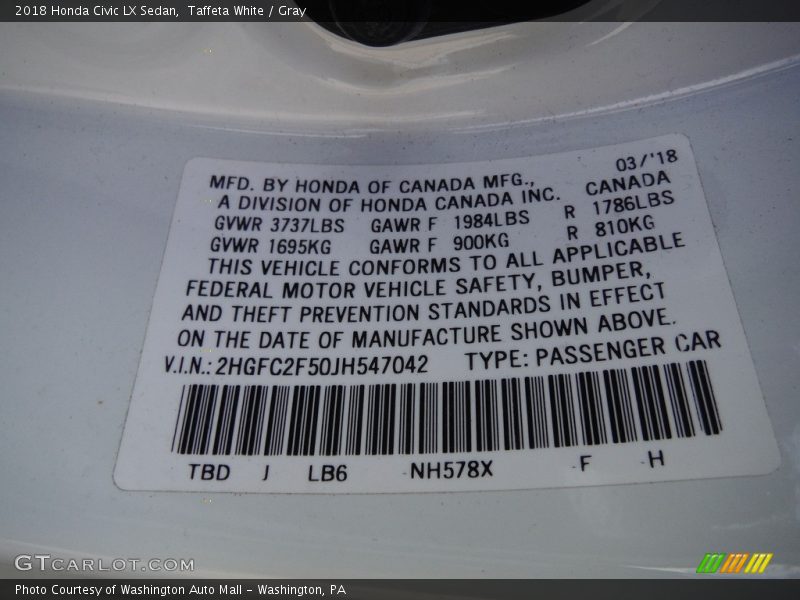 2018 Honda Civic LX Sedan, Taffeta White / Gray
03/'18
MFD. BY HONDA OF CANADA MFG.,
A DIVISION OF HONDA CANADA INC. CANADA
GVWR 3737LBS GAWR F 1984LBS R 1786LBS
GVWR 1695KG GAWR F 900KG R 810KG
THIS VEHICLE CONFORMS TO ALL APPLICABLE
FEDERAL MOTOR VEHICLE SAFETY, BUMPER,
AND THEFT PREVENTION STANDARDS IN EFFECT
ON THE DATE OF MANUFACTURE SHOWN ABOVE.
V.I.N.: 2HGFC2F50JH547042 TYPE: PASSENGER CAR
TBD J LB6 NH578X F H
GTCARLOT.COM
Photo Courtesy of Washington Auto Mall - Washington, PA